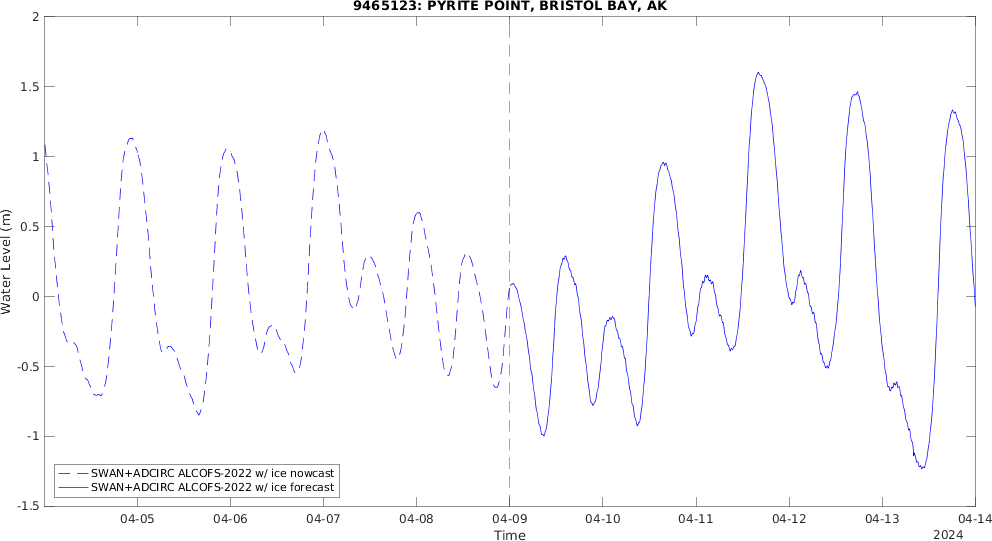 9465123: PYRITE POINT, BRISTOL BAY, AK
2
1.5
1
0.5
0
-0.5
-1
-1.5
Water Level (m)
SWAN+ADCIRC ALCOFS-2022 w/ ice nowcast
SWAN+ADCIRC ALCOFS-2022 w/ ice forecast
04-05 04-06 04-07 04-08 04-09 04-10 04-11 04-12 04-13 04-14
Time
2024